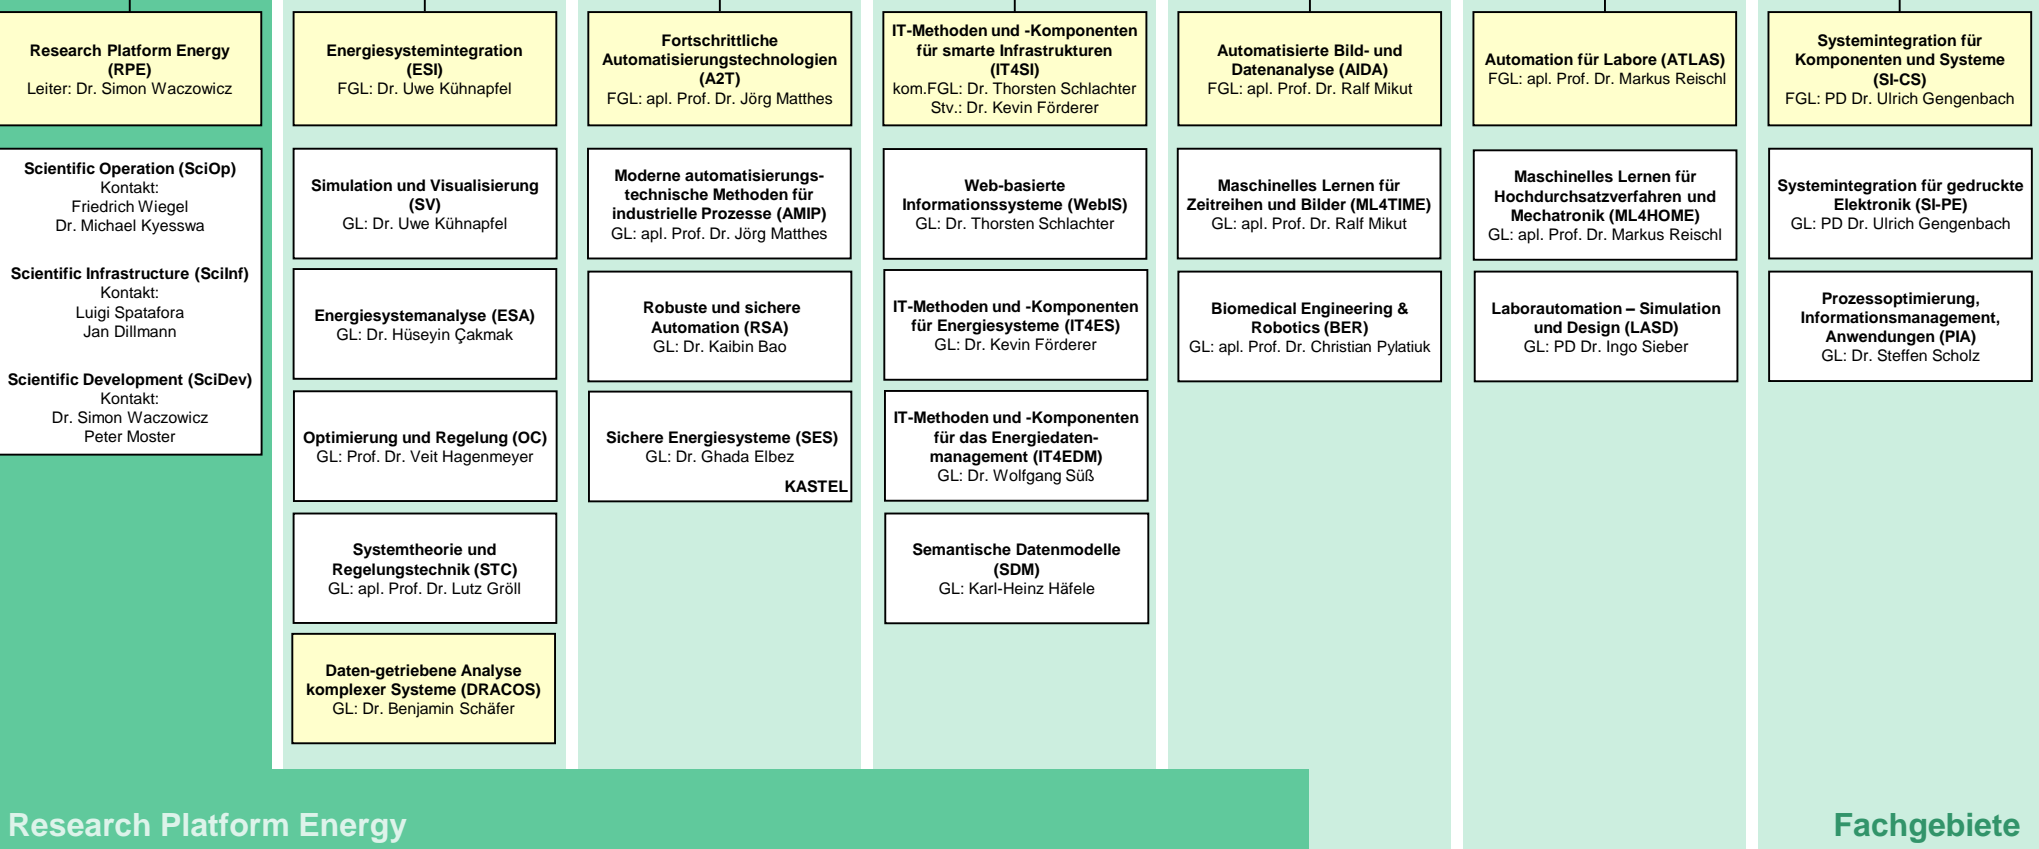 Research Platform Energy
(RPE)
Leiter: Dr. Simon Waczowicz
Scientific Operation (SciOp)
Kontakt:
Friedrich Wiegel
Dr. Michael Kyesswa
Scientific Infrastructure (SciInf)
Kontakt:
Luigi Spatafora
Jan Dillmann
Scientific Development (SciDev)
Kontakt:
Dr. Simon Waczowicz
Peter Moster
Energiesystemintegration
(ESI)
FGL: Dr. Uwe Kühnapfel
Simulation und Visualisierung
(SV)
GL: Dr. Uwe Kühnapfel
Energiesystemanalyse (ESA)
GL: Dr. Hüseyin Çakmak
Optimierung und Regelung (OC)
GL: Prof. Dr. Veit Hagenmeyer
Systemtheorie und
Regelungstechnik (STC)
GL: apl. Prof. Dr. Lutz Gröll
Daten-getriebene Analyse
komplexer Systeme (DRACOS)
GL: Dr. Benjamin Schäfer
Fortschrittliche
Automatisierungstechnologien
(A2T)
FGL: apl. Prof. Dr. Jörg Matthes
Moderne automatisierungs-
technische Methoden für
industrielle Prozesse (AMIP)
GL: apl. Prof. Dr. Jörg Matthes
Robuste und sichere
Automation (RSA)
GL: Dr. Kaibin Bao
Sichere Energiesysteme (SES)
GL: Dr. Ghada Elbez
KASTEL
IT-Methoden und -Komponenten
für smarte Infrastrukturen
(IT4SI)
kom.FGL: Dr. Thorsten Schlachter
Stv.: Dr. Kevin Förderer
Web-basierte
Informationssysteme (WebIS)
GL: Dr. Thorsten Schlachter
IT-Methoden und -Komponenten
für Energiesysteme (IT4ES)
GL: Dr. Kevin Förderer
IT-Methoden und -Komponenten
für das Energiedaten-
management (IT4EDM)
GL: Dr. Wolfgang Süß
Semantische Datenmodelle
(SDM)
GL: Karl-Heinz Häfele
Automatisierte Bild- und
Datenanalyse (AIDA)
FGL: apl. Prof. Dr. Ralf Mikut
Maschinelles Lernen für
Zeitreihen und Bilder (ML4TIME)
GL: apl. Prof. Dr. Ralf Mikut
Biomedical Engineering &
Robotics (BER)
GL: apl. Prof. Dr. Christian Pylatiuk
Automation für Labore (ATLAS)
FGL: apl. Prof. Dr. Markus Reischl
Maschinelles Lernen für
Hochdurchsatzverfahren und
Mechatronik (ML4HOME)
GL: apl. Prof. Dr. Markus Reischl
Laborautomation – Simulation
und Design (LASD)
GL: PD Dr. Ingo Sieber
Systemintegration für
Komponenten und Systeme
(SI-CS)
FGL: PD Dr. Ulrich Gengenbach
Systemintegration für gedruckte
Elektronik (SI-PE)
GL: PD Dr. Ulrich Gengenbach
Prozessoptimierung,
Informationsmanagement,
Anwendungen (PIA)
GL: Dr. Steffen Scholz
Research Platform Energy
Fachgebiete